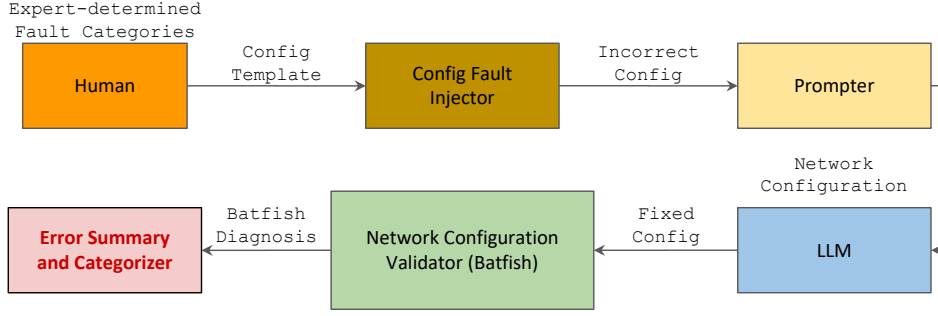 Expert-determined
Fault Categories
Human
Config
Template
Config Fault
Injector
Incorrect
Config
Prompter
Network
Configuration
LLM
Fixed
Config
Network Configuration
Validator (Batfish)
Batfish
Diagnosis
Error Summary
and Categorizer